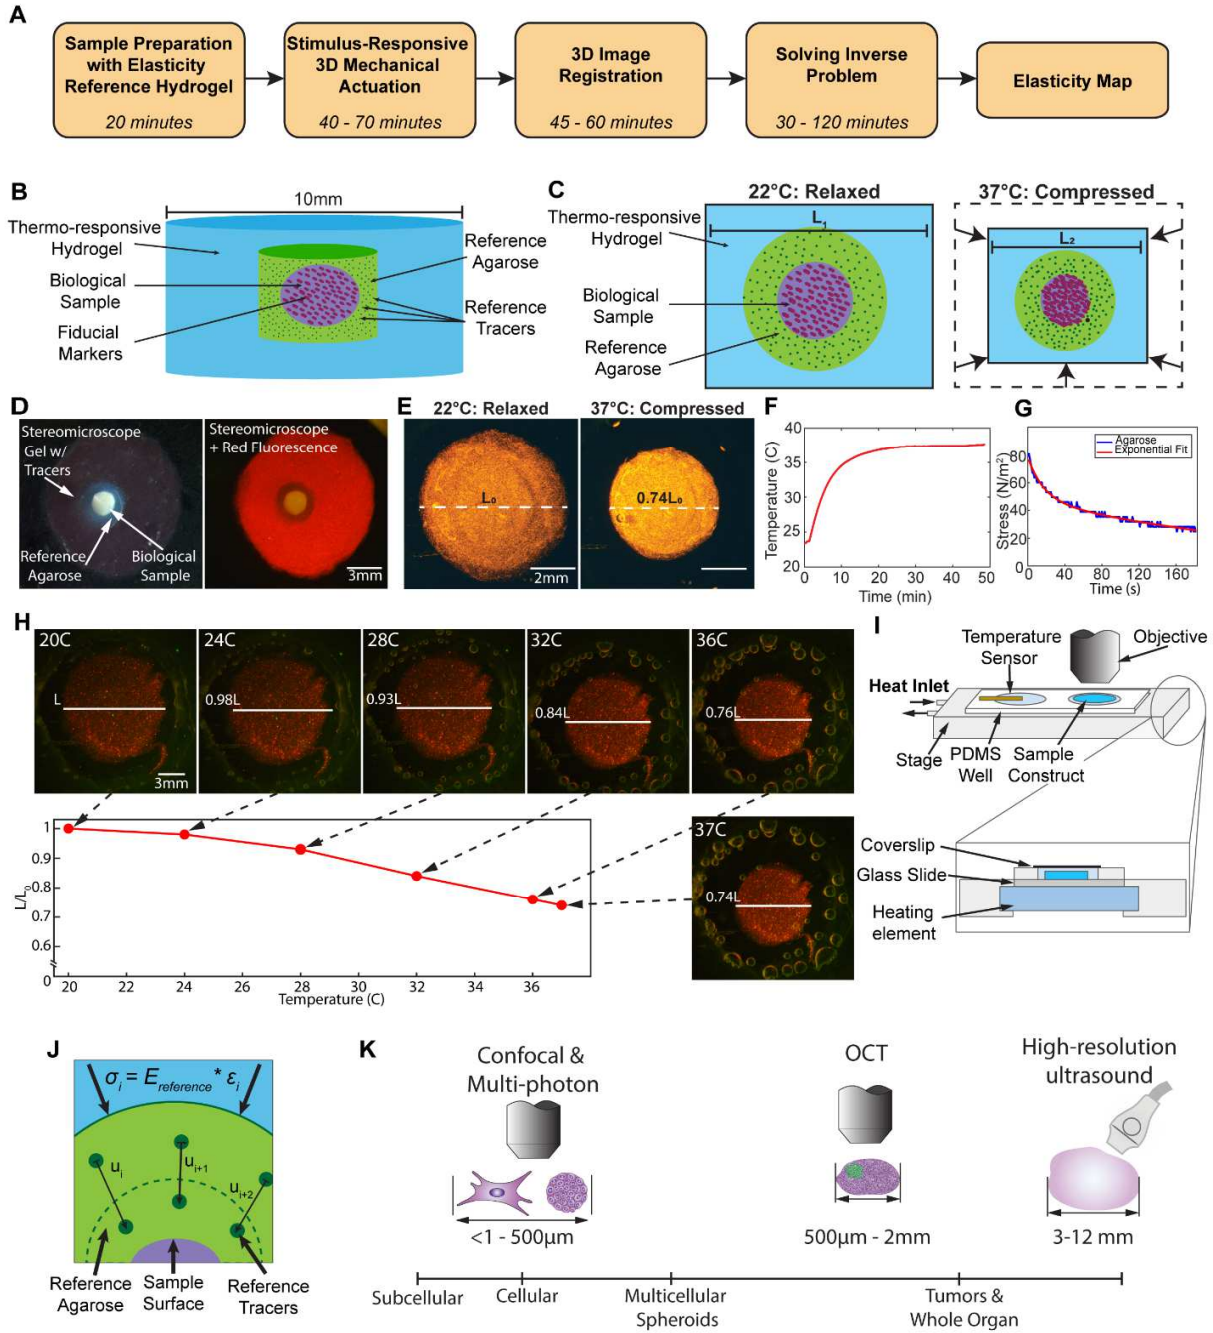 A
Sample Preparation
with Elasticity
Reference Hydrogel
20 minutes
Stimulus-Responsive
3D Mechanical
Actuation
40 - 70 minutes
3D Image
Registration
45 - 60 minutes
Solving Inverse
Problem
30 - 120 minutes
Elasticity Map
B
10mm
Thermo-responsive
Hydrogel
Biological
Sample
Fiducial
Markers
Reference
Agarose
Reference
Tracers
C
22°C: Relaxed
37°C: Compressed
Thermo-responsive
Hydrogel
L1
L2
Biological
Sample
Reference
Agarose
D
Stereomicroscope
Gel w/
Tracers
Reference
Agarose
Biological
Sample
Stereomicroscope
+ Red Fluorescence
3mm
E
22°C: Relaxed
37°C: Compressed
L0
0.74L0
2mm
F
Temperature (C)
40
35
30
25
20
0 10 20 30 40 50
Time (min)
G
Stress (N/m²)
80
60
40
20
0
0 40 80 120 160
Time (s)
Agarose
Exponential Fit
H
20C
L
3mm
24C
0.98L
28C
0.93L
32C
0.84L
36C
0.76L
37C
0.74L
L/L0
1
0.9
0.8
0.7
0.6
0
20 22 24 26 28 30 32 34 36
Temperature (C)
I
Temperature
Sensor
Objective
Heat Inlet
Stage
PDMS
Well
Sample
Construct
Coverslip
Glass Slide
Heating
element
J
σi = Ereference * εi
ui
ui+1
ui+2
Reference
Agarose
Sample
Surface
Reference
Tracers
K
Confocal &
Multi-photon
<1 - 500µm
OCT
500µm - 2mm
High-resolution
ultrasound
3-12 mm
Subcellular
Cellular
Multicellular
Spheroids
Tumors &
Whole Organ